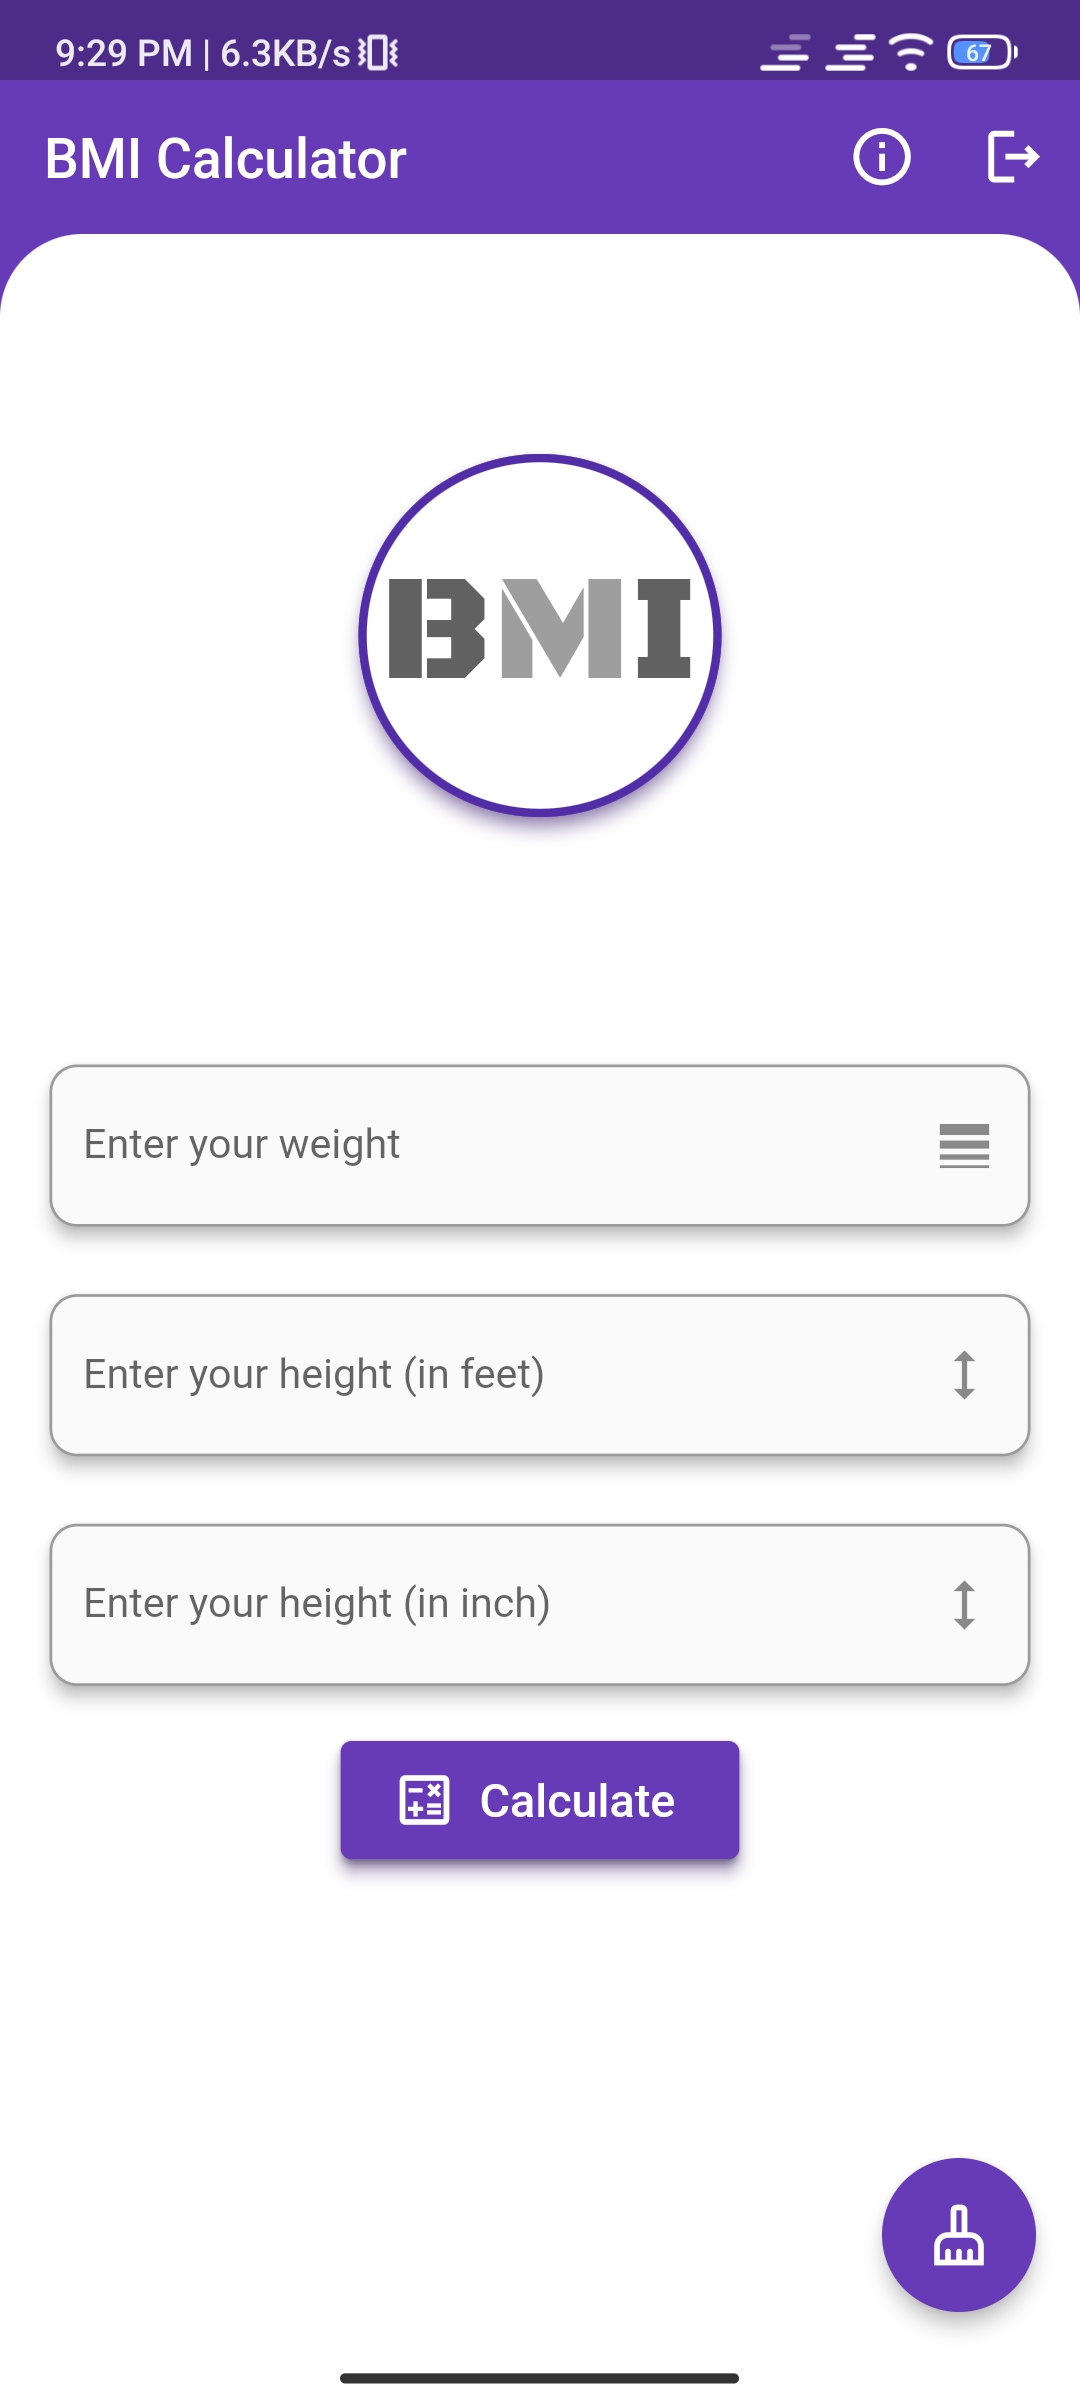 9:29 PM | 6.3KB/s
67
BMI Calculator
BMI
Enter your weight
Enter your height (in feet)
Enter your height (in inch)
Calculate